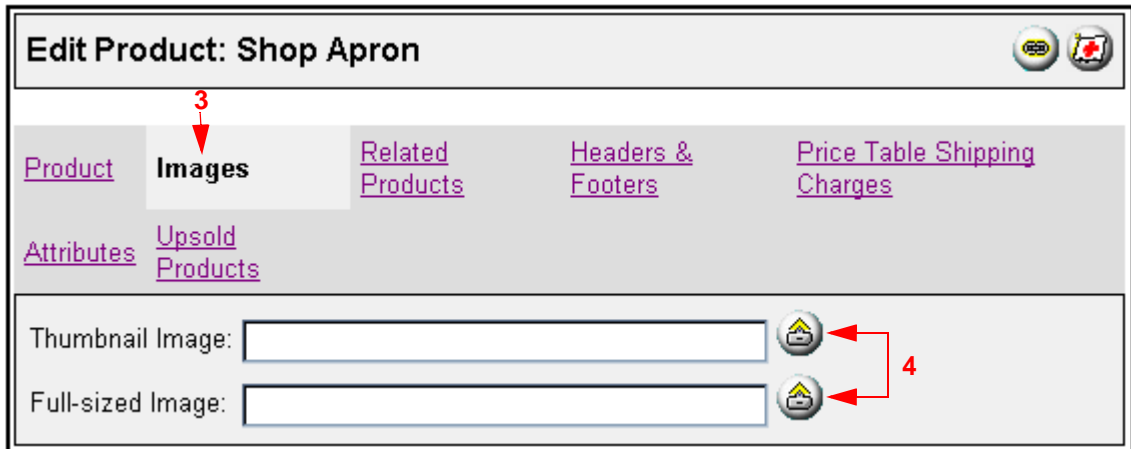 Edit Product: Shop Apron
3
Product
Images
Related
Products
Headers &
Footers
Price Table Shipping
Charges
Attributes
Upsold
Products
Thumbnail Image:
4
Full-sized Image: